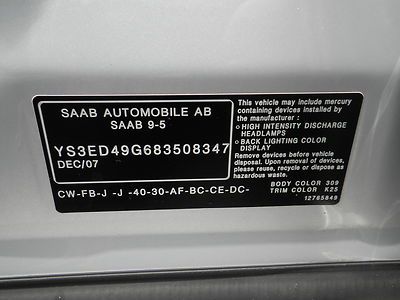 SAAB AUTOMOBILE AB
SAAB 9-5
YS3ED49G683508347
DEC/07
CW-FB-J -J -40-30-AF-BC-CE-DC-
This vehicle may include mercury
containing devices installed by
the manufacturer :
○ HIGH INTENSITY DISCHARGE
HEADLAMPS
○ BACK LIGHTING COLOR
DISPLAY
Remove devices before vehicle
disposal. Upon removal of devices,
please reuse, recycle or dispose as
hazardous waste.
BODY COLOR 309
TRIM COLOR K25
12765849